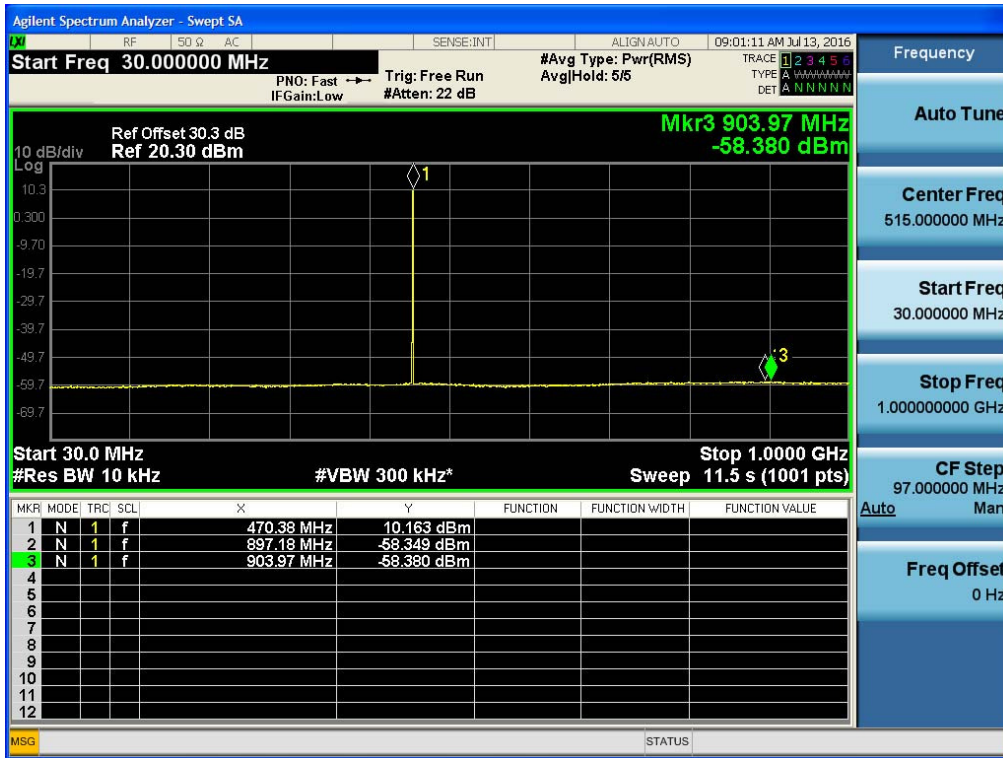 Agilent Spectrum Analyzer - Swept SA
LXI RF 50 Ω AC SENSE:INT ALIGN AUTO 09:01:11 AM Jul 13, 2016
Start Freq 30.000000 MHz #Avg Type: Pwr(RMS) TRACE 1 2 3 4 5 6
PNO: Fast Trig: Free Run Avg|Hold: 5/5 TYPE A
IFGain:Low #Atten: 22 dB DET A N N N N N
Frequency
Auto Tune
Center Freq
515.000000 MHz
Start Freq
30.000000 MHz
Stop Freq
1.000000000 GHz
CF Step
97.000000 MHz
Auto Man
Freq Offset
0 Hz
Mkr3 903.97 MHz
-58.380 dBm
Ref Offset 30.3 dB
10 dB/div Ref 20.30 dBm
Log
10.3
0.300
-9.70
-19.7
-29.7
-39.7
-49.7
-59.7
-69.7
1
3
Start 30.0 MHz Stop 1.0000 GHz
#Res BW 10 kHz #VBW 300 kHz* Sweep 11.5 s (1001 pts)
MKR MODE TRC SCL X Y FUNCTION FUNCTION WIDTH FUNCTION VALUE
1 N 1 f 470.38 MHz 10.163 dBm
2 N 1 f 897.18 MHz -58.349 dBm
3 N 1 f 903.97 MHz -58.380 dBm
4
5
6
7
8
9
10
11
12
MSG STATUS